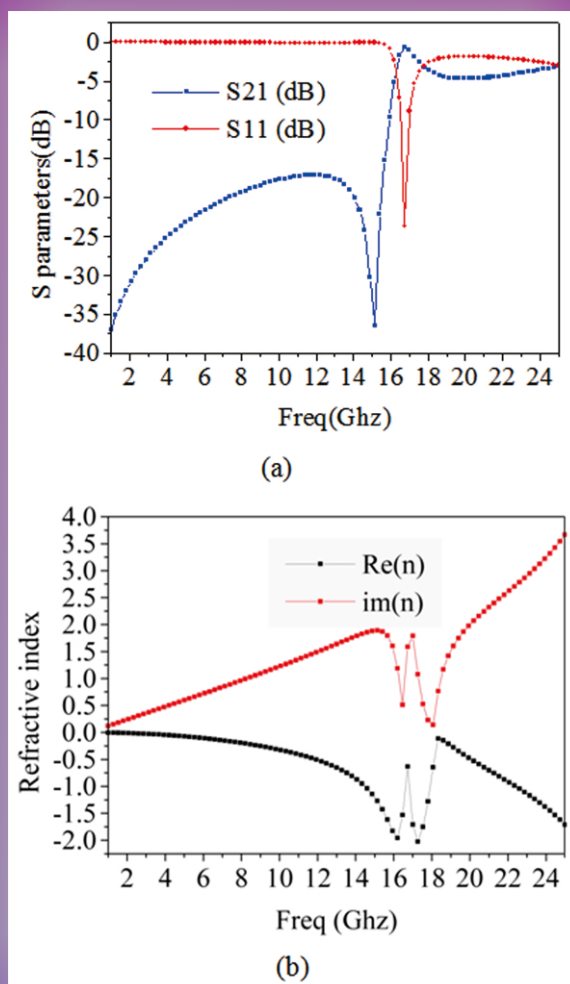 0
-5
-10
-15
-20
-25
-30
-35
-40
S parameters(dB)
S21 (dB)
S11 (dB)
2 4 6 8 10 12 14 16 18 20 22 24
Freq(Ghz)
(a)
4.0
3.5
3.0
2.5
2.0
1.5
1.0
0.5
0.0
-0.5
-1.0
-1.5
-2.0
Refractive index
Re(n)
im(n)
2 4 6 8 10 12 14 16 18 20 22 24
Freq (Ghz)
(b)